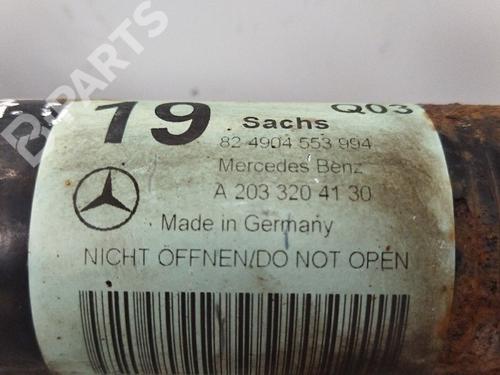 B-PARTS
19
Q03
Sachs
82 4904 553 994
Mercedes Benz
A 203 320 41 30
Made in Germany
NICHT ÖFFNEN/DO NOT OPEN